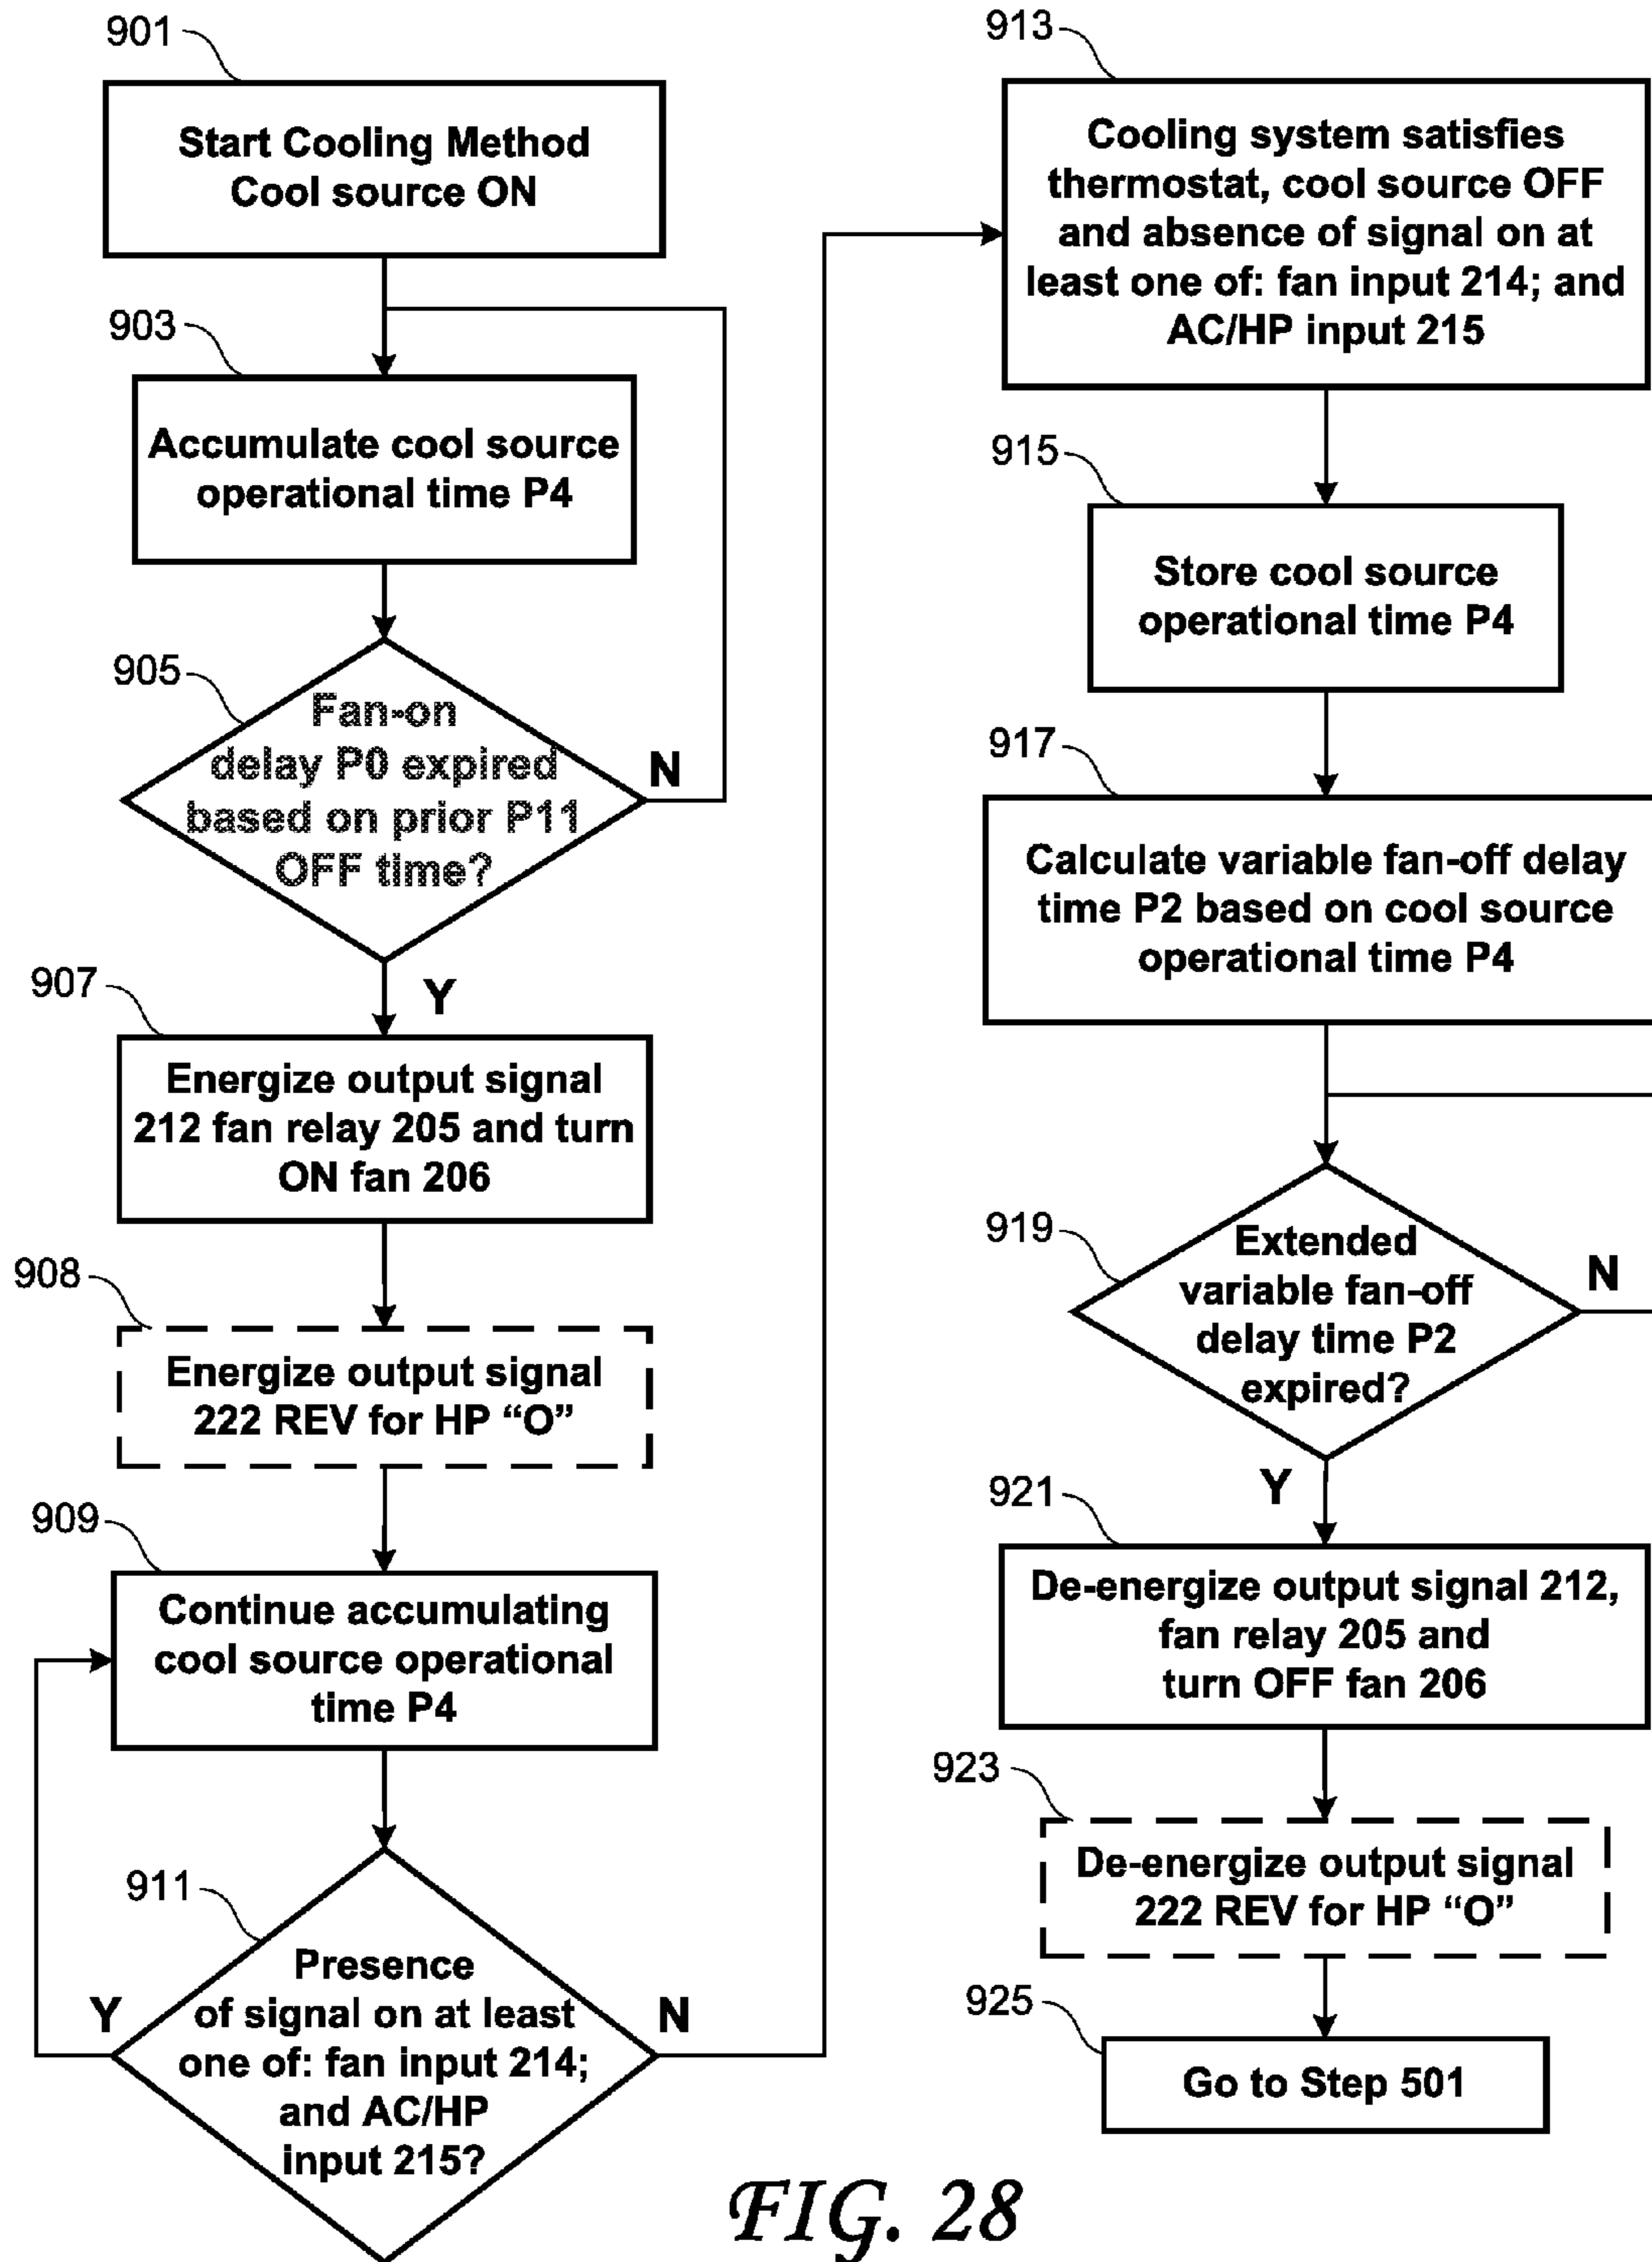 901
Start Cooling Method
Cool source ON
903
Accumulate cool source
operational time P4
905
Fan-on
delay P0 expired
based on prior P11
OFF time?
N
Y
907
Energize output signal
212 fan relay 205 and turn
ON fan 206
908
Energize output signal
222 REV for HP “O”
909
Continue accumulating
cool source operational
time P4
911
Presence
of signal on at least
one of: fan input 214;
and AC/HP
input 215?
Y
N
913
Cooling system satisfies
thermostat, cool source OFF
and absence of signal on at
least one of: fan input 214; and
AC/HP input 215
915
Store cool source
operational time P4
917
Calculate variable fan-off delay
time P2 based on cool source
operational time P4
919
Extended
variable fan-off
delay time P2
expired?
N
Y
921
De-energize output signal 212,
fan relay 205 and
turn OFF fan 206
923
De-energize output signal
222 REV for HP “O”
925
Go to Step 501
FIG. 28